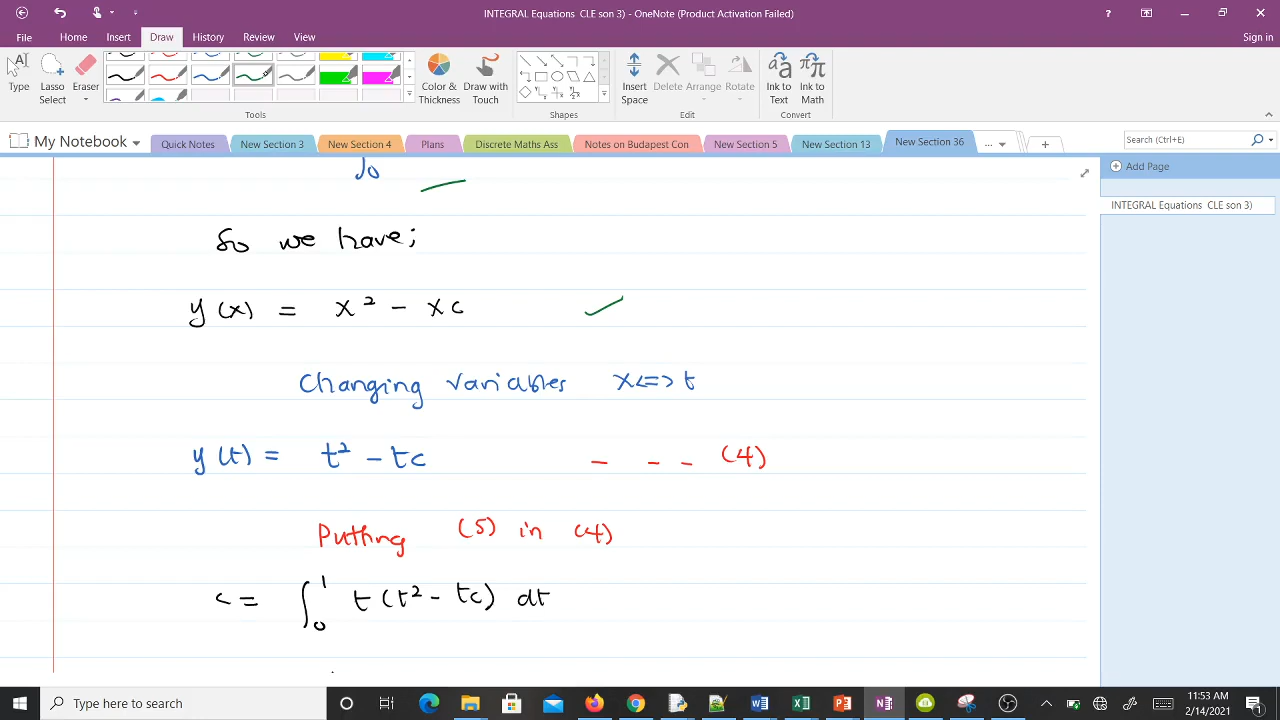 INTEGRAL Equations CLE son 3) - OneNote (Product Activation Failed)
File Home Insert Draw History Review View Sign in
Type Lasso Select Eraser Color & Thickness Draw with Touch Insert Space Delete Arrange Rotate Ink to Text Ink to Math
Tools Shapes Edit Convert
My Notebook Quick Notes New Section 3 New Section 4 Plans Discrete Maths Ass Notes on Budapest Con New Section 5 New Section 13 New Section 36 ... + Search (Ctrl+E)
Add Page
INTEGRAL Equations CLE son 3)
So we have;
y(x) = x² - xc
Changing variables x<=>t
y(t) = t² - tc _ _ _ (4)
Putting (5) in (4)
c = ∫₀¹ t(t² - tc) dt
Type here to search
11:53 AM
2/14/2021